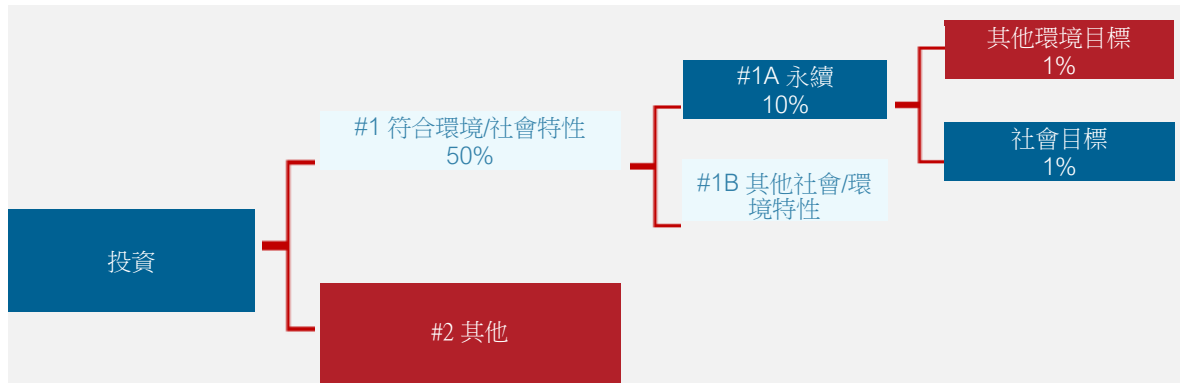 投資
#1 符合環境/社會特性
50%
#2 其他
#1A 永續
10%
#1B 其他社會/環
境特性
其他環境目標
1%
社會目標
1%